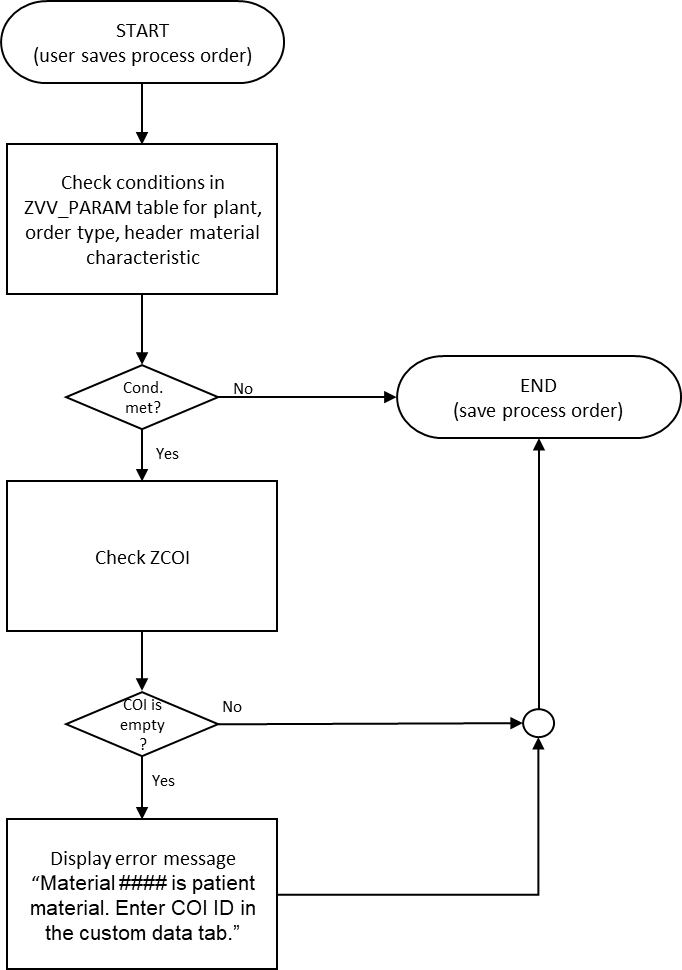 START
(user saves process order)
Check conditions in
ZVV_PARAM table for plant,
order type, header material
characteristic
Cond.
met?
No
END
(save process order)
Yes
Check ZCOI
COI is
empty
?
No
Yes
Display error message
“Material #### is patient
material. Enter COI ID in
the custom data tab.”